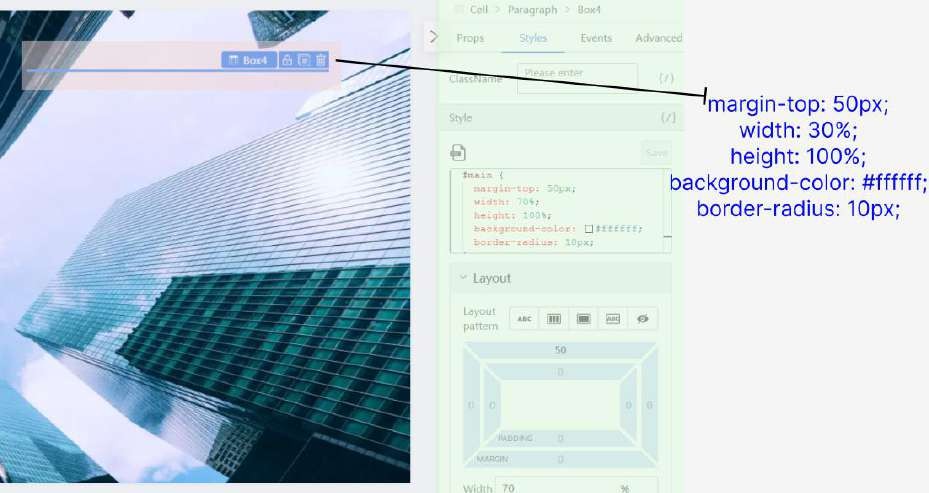 Cell > Paragraph > Box4
Props Styles Events Advanced
Box4
ClassName Please enter {/}
margin-top: 50px;
width: 30%;
height: 100%;
background-color: #ffffff;
border-radius: 10px;
Style {/}
Save
#main {
margin-top: 50px;
width: 70%;
height: 100%;
background-color: #ffffff;
border-radius: 10px;
Layout
Layout
pattern
ABC
ABC
50
0
0 0 0 0
PADDING 0
MARGIN 0
Width 70 %